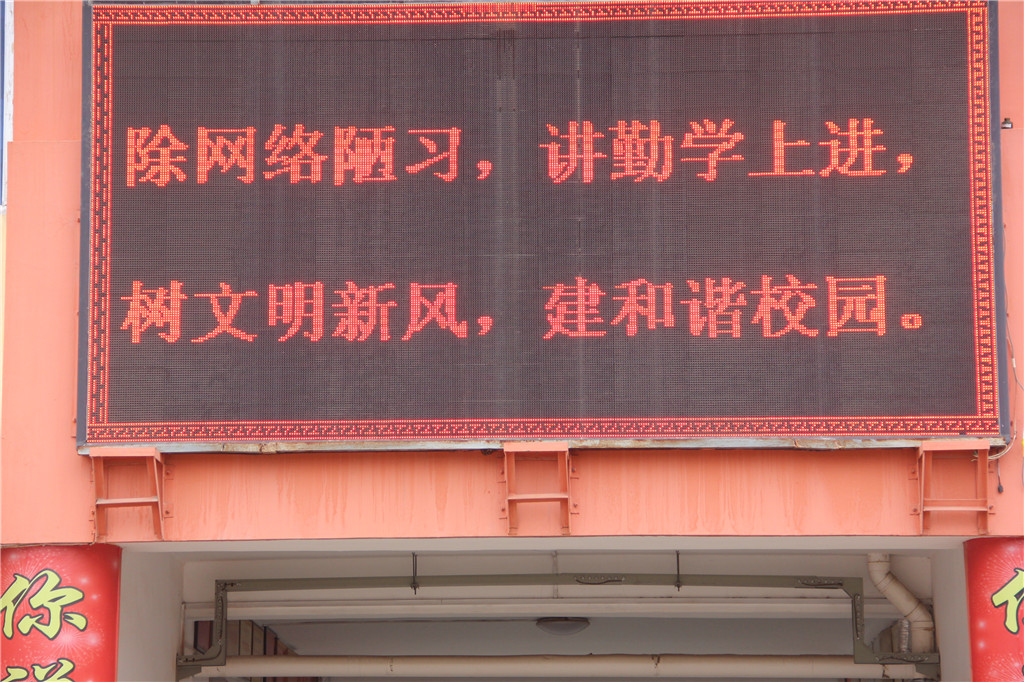 除网络陋习，讲勤学上进，
树文明新风，建和谐校园。
你